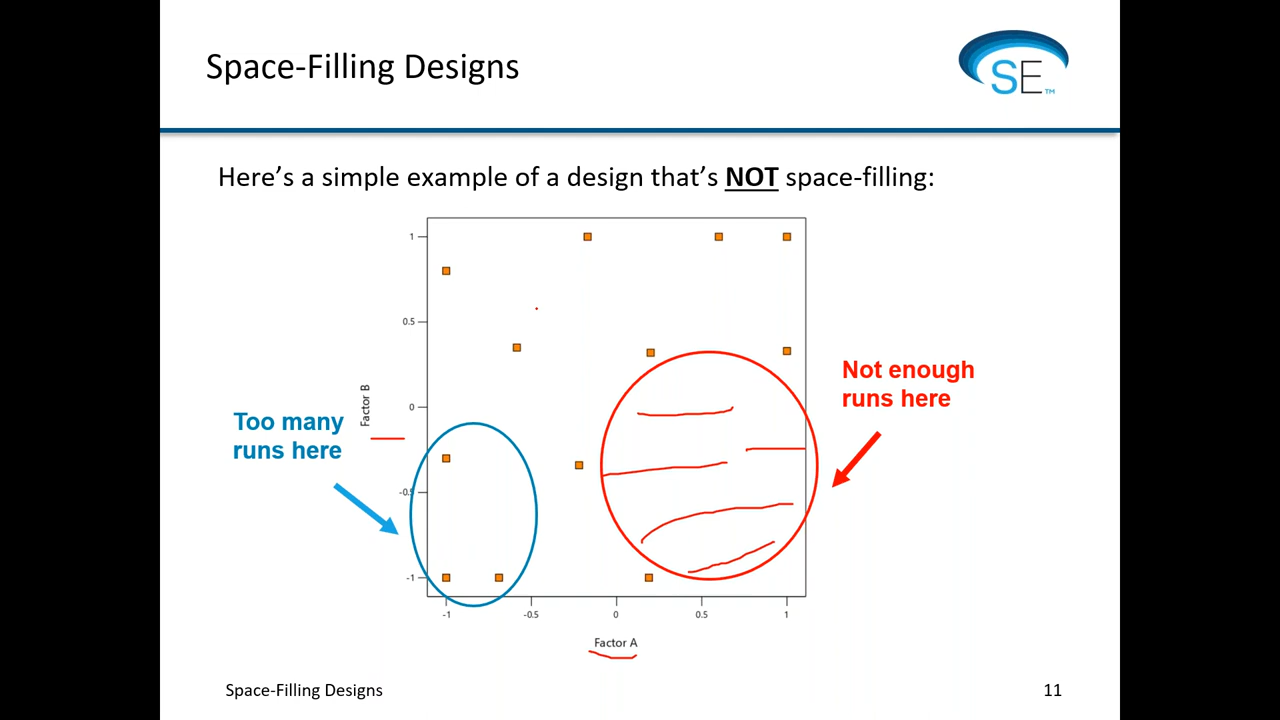 Space-Filling Designs
SE™
Here's a simple example of a design that's NOT space-filling:
1
0.5
0
-0.5
-1
Factor B
-1
-0.5
0
0.5
1
Factor A
Too many
runs here
Not enough
runs here
Space-Filling Designs
11